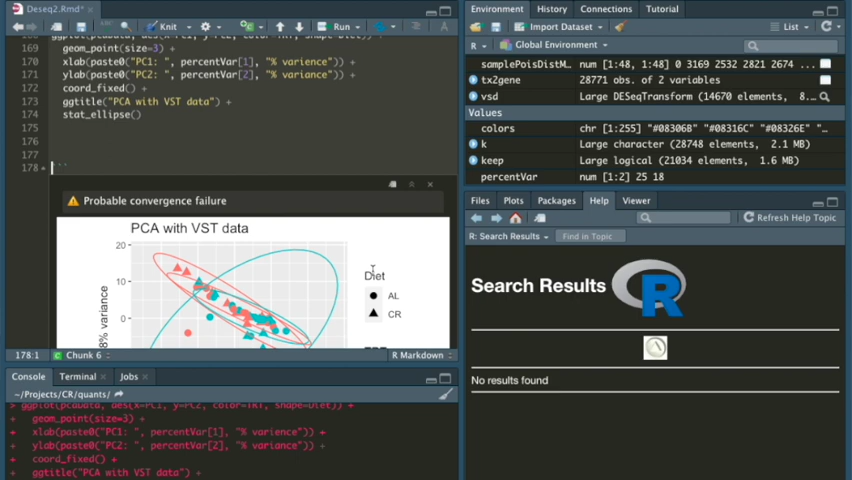 Deseq2.Rmd*
Knit
Run
168 ggplot(pcaData, aes(x=PC1, y=PC2, color=TRT, shape=Diet)) +
169 geom_point(size=3) +
170 xlab(paste0("PC1: ", percentVar[1], "% varience")) +
171 ylab(paste0("PC2: ", percentVar[2], "% variance")) +
172 coord_fixed() +
173 ggtitle("PCA with VST data") +
174 stat_ellipse()
175
176
177
178 ```
Probable convergence failure
PCA with VST data
20
10
0
8% variance
Diet
AL
CR
178:1 Chunk 6 R Markdown
Console Terminal Jobs
~/Projects/CR/quants/
> ggplot(pcaData, aes(x=PC1, y=PC2, color=TRT, shape=Diet)) +
+ geom_point(size=3) +
+ xlab(paste0("PC1: ", percentVar[1], "% varience")) +
+ ylab(paste0("PC2: ", percentVar[2], "% variance")) +
+ coord_fixed() +
+ ggtitle("PCA with VST data") +
Environment History Connections Tutorial
Import Dataset List
R Global Environment
samplePoisDistM… num [1:48, 1:48] 0 3169 2532 2821 2674 ...
tx2gene 28771 obs. of 2 variables
vsd Large DESeqTransform (14670 elements, 8...
Values
colors chr [1:255] "#08306B" "#08316C" "#08326E" "…
k Large character (28748 elements, 2.1 MB)
keep Large logical (21034 elements, 1.6 MB)
percentVar num [1:2] 25 18
Files Plots Packages Help Viewer
Refresh Help Topic
R: Search Results Find in Topic
Search Results R
No results found